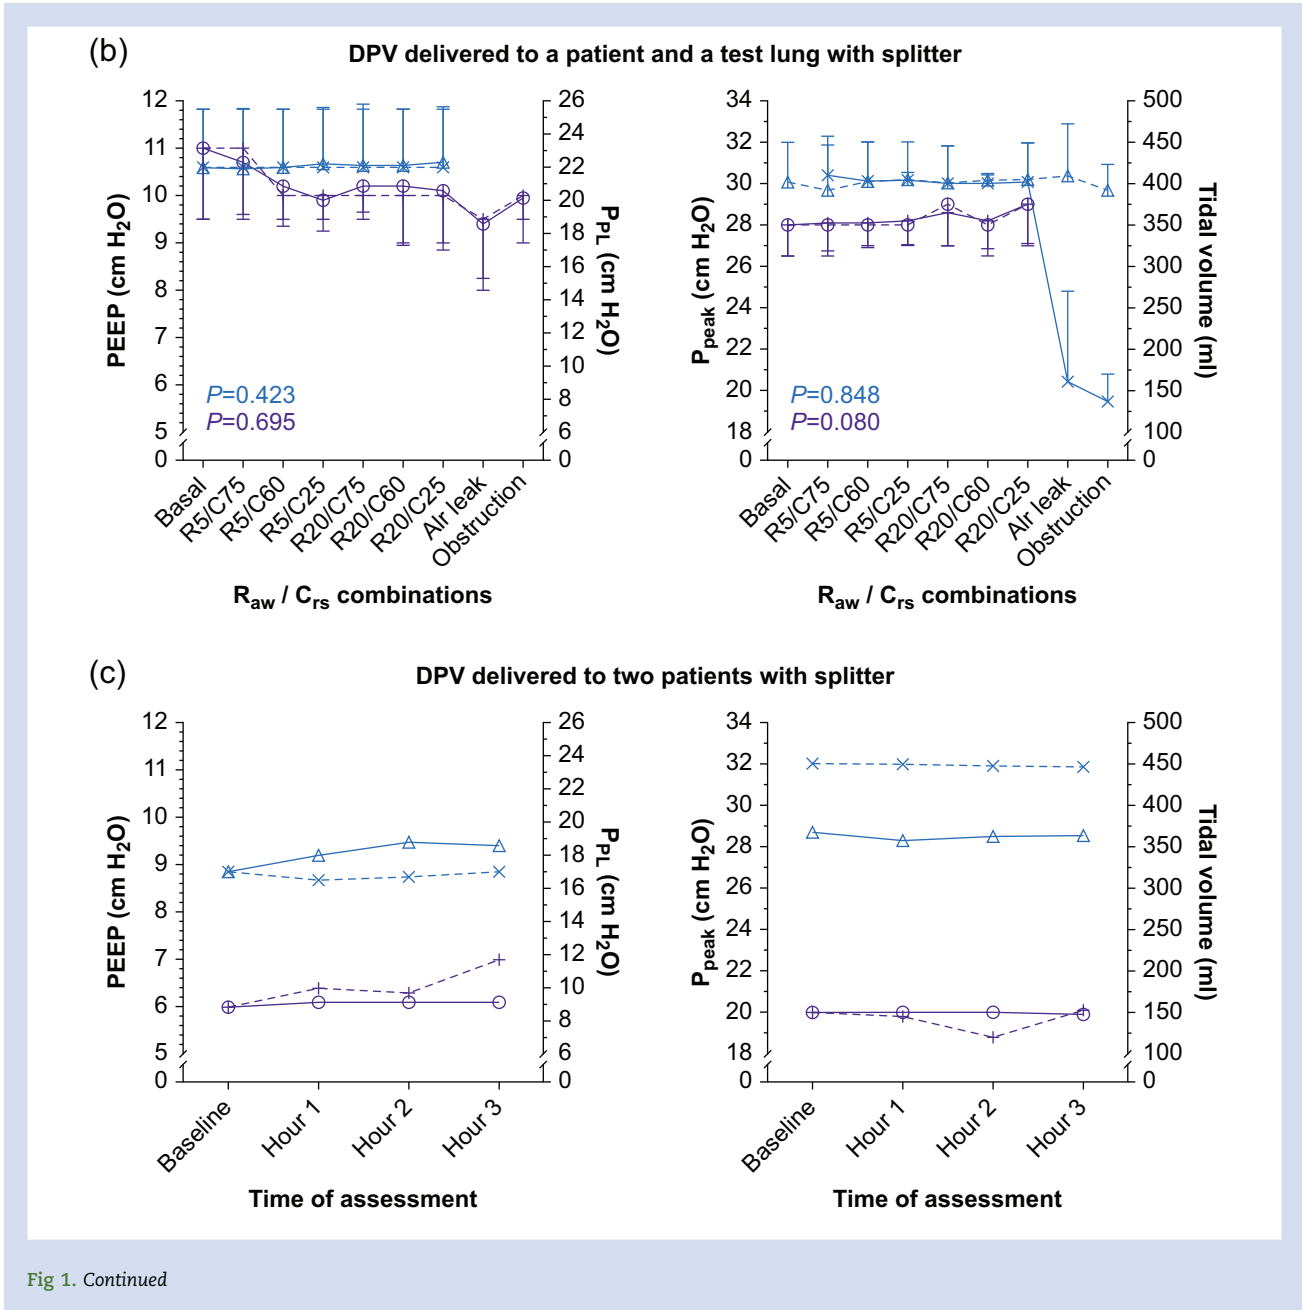 (b)
DPV delivered to a patient and a test lung with splitter
12
11
10
9
8
7
6
5
0
PEEP (cm H2O)
26
24
22
20
18
16
14
12
10
8
6
0
PPL (cm H2O)
P=0.423
P=0.695
Basal
R5/C75
R5/C60
R5/C25
R20/C75
R20/C60
R20/C25
AIr leak
Obstruction
Raw / Crs combinations
34
32
30
28
26
24
22
20
18
0
Ppeak (cm H2O)
500
450
400
350
300
250
200
150
100
0
Tidal volume (ml)
P=0.848
P=0.080
Basal
R5/C75
R5/C60
R5/C25
R20/C75
R20/C60
R20/C25
Air leak
Obstruction
Raw / Crs combinations
(c)
DPV delivered to two patients with splitter
12
11
10
9
8
7
6
5
0
PEEP (cm H2O)
26
24
22
20
18
16
14
12
10
8
6
0
PPL (cm H2O)
Baseline
Hour 1
Hour 2
Hour 3
Time of assessment
34
32
30
28
26
24
22
20
18
0
Ppeak (cm H2O)
500
450
400
350
300
250
200
150
100
0
Tidal volume (ml)
Baseline
Hour 1
Hour 2
Hour 3
Time of assessment
Fig 1. Continued